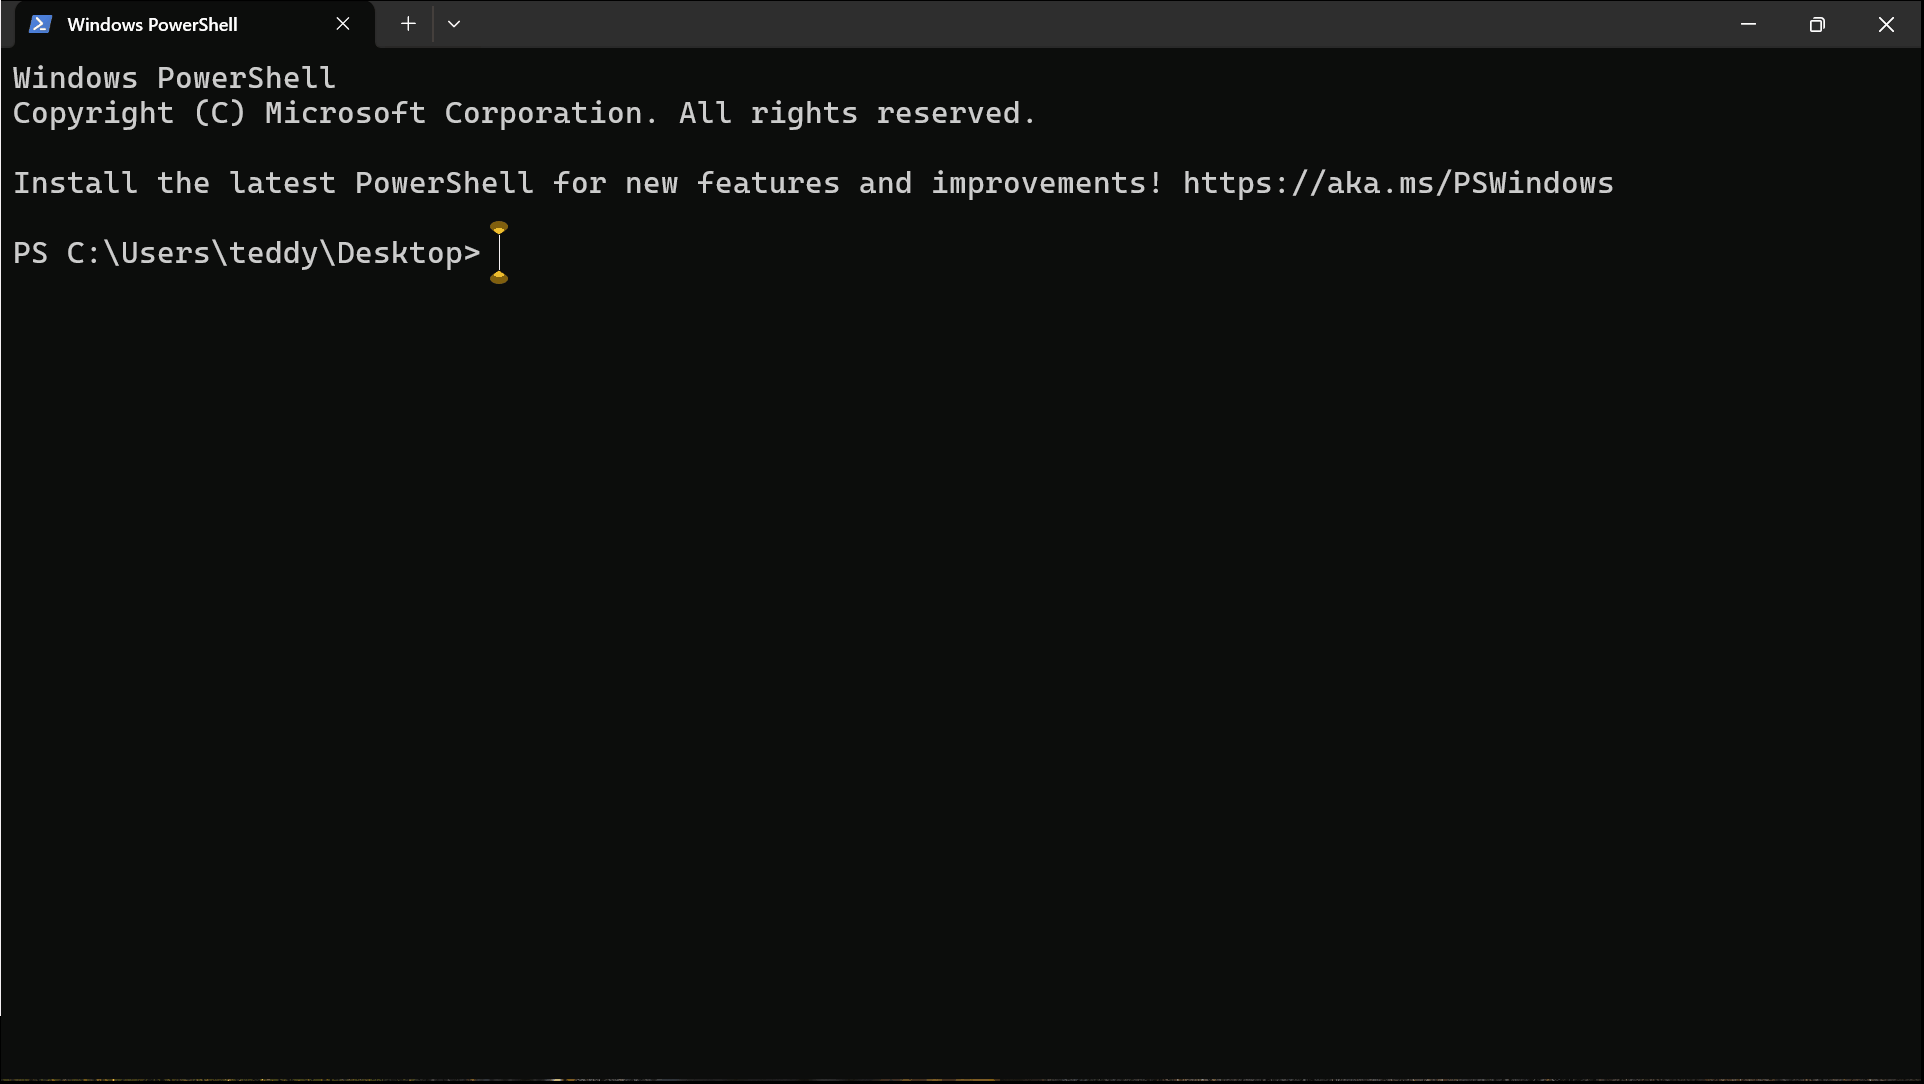 Windows PowerShell
Windows PowerShell
Copyright (C) Microsoft Corporation. All rights reserved.
Install the latest PowerShell for new features and improvements! https://aka.ms/PSWindows
PS C:\Users\teddy\Desktop>